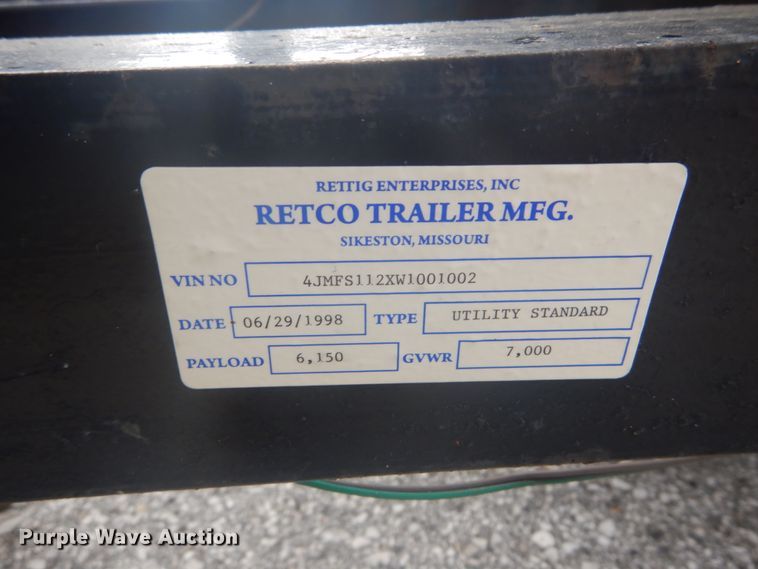 RETTIG ENTERPRISES, INC
RETCO TRAILER MFG.
SIKESTON, MISSOURI
VIN NO 4JMFS112XW1001002
DATE 06/29/1998 TYPE UTILITY STANDARD
PAYLOAD 6,150 GVWR 7,000
Purple Wave Auction